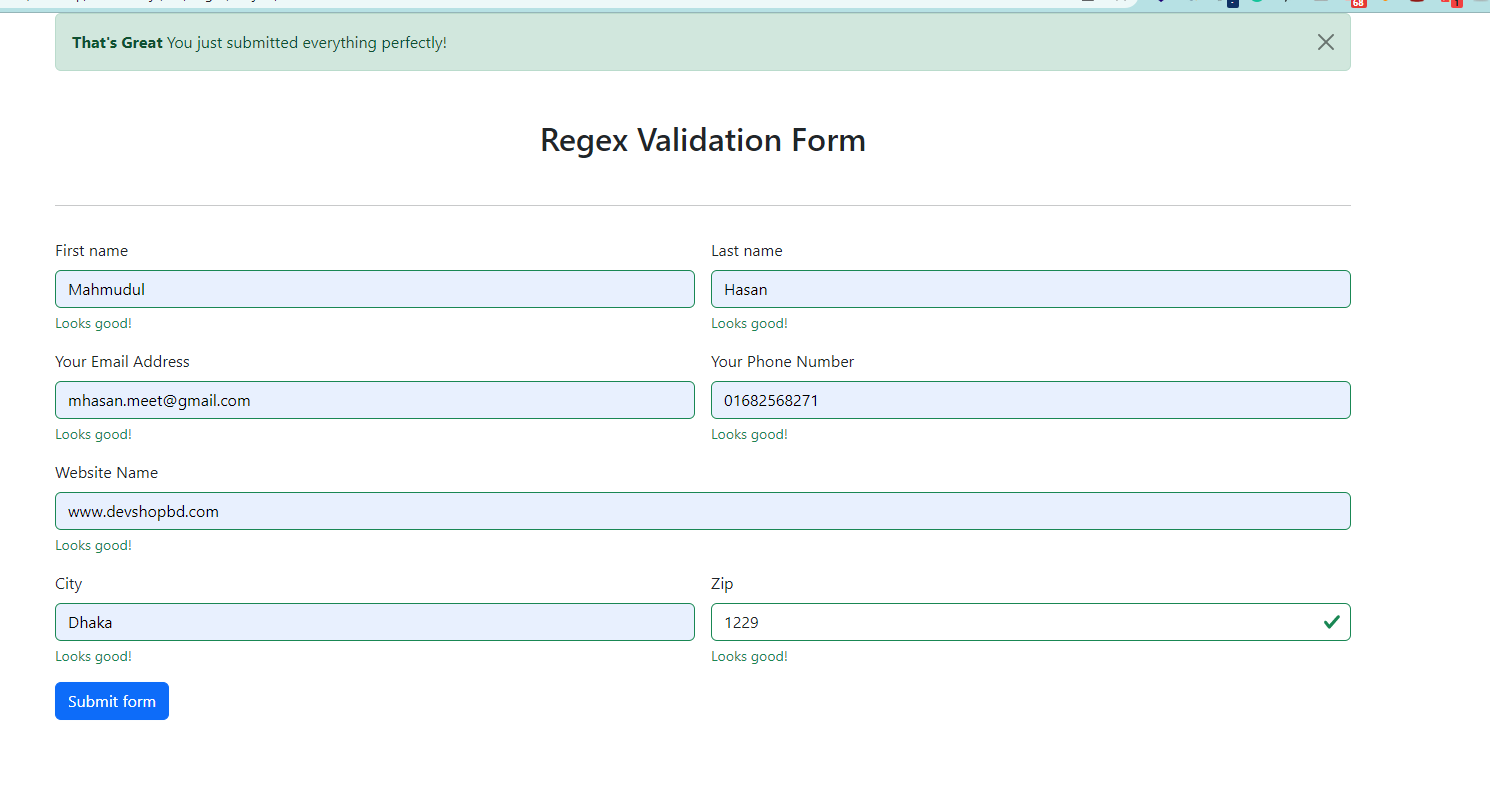 68
1
That's Great You just submitted everything perfectly!
Regex Validation Form
First name
Last name
Mahmudul
Hasan
Looks good!
Looks good!
Your Email Address
Your Phone Number
mhasan.meet@gmail.com
01682568271
Looks good!
Looks good!
Website Name
www.devshopbd.com
Looks good!
City
Zip
Dhaka
1229
Looks good!
Looks good!
Submit form